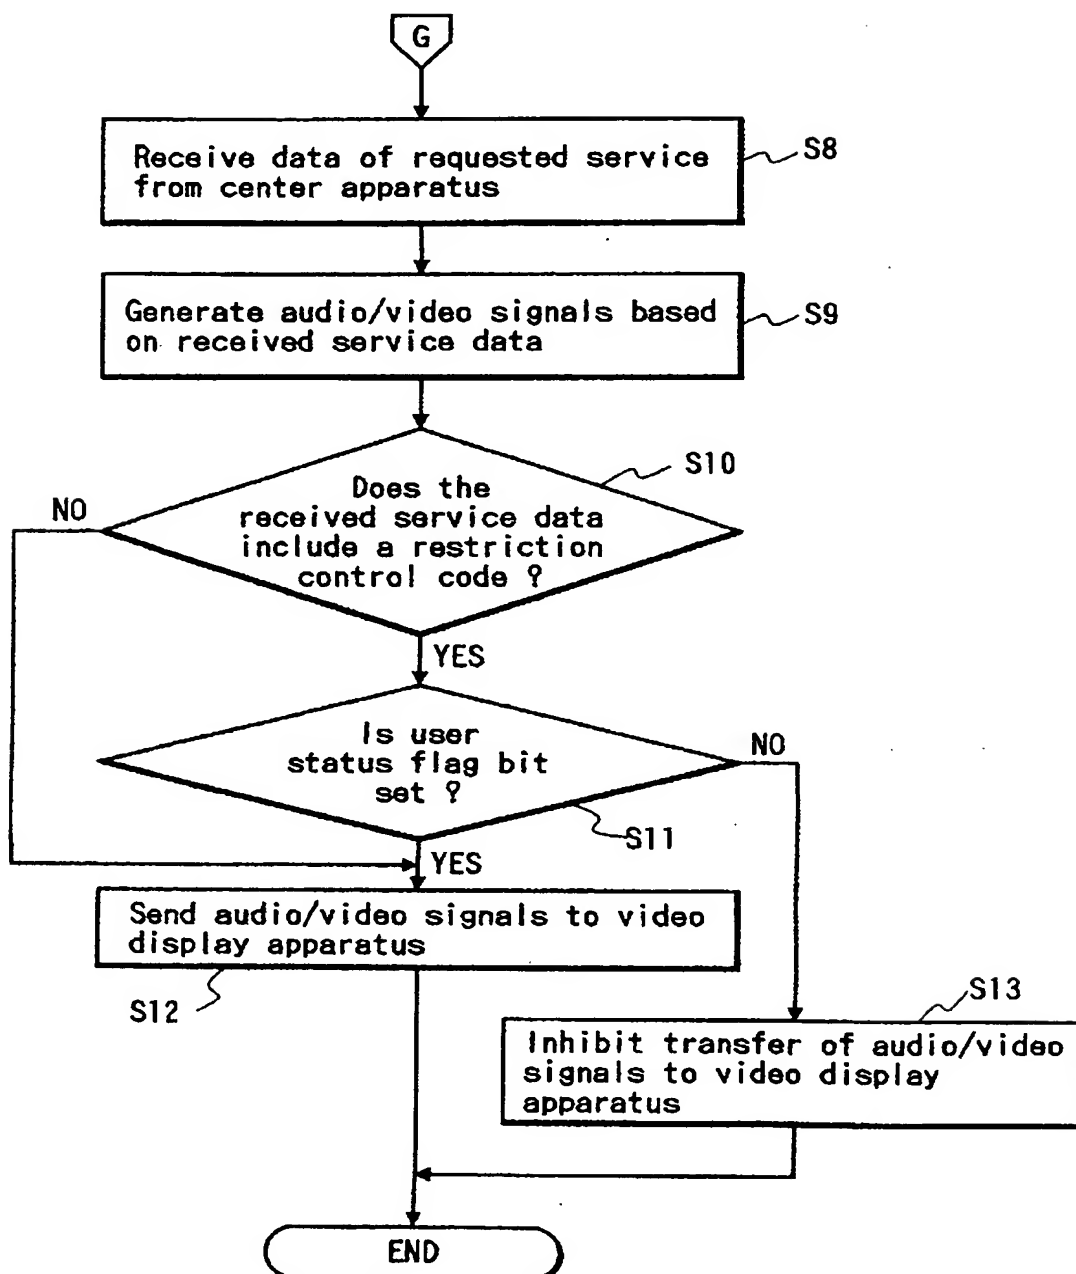 G
Receive data of requested service
from center apparatus
S8
Generate audio/video signals based
on received service data
S9
S10
Does the
received service data
include a restriction
control code ?
NO
YES
Is user
status flag bit
set ?
NO
S11
YES
Send audio/video signals to video
display apparatus
S12
S13
Inhibit transfer of audio/video
signals to video display
apparatus
END